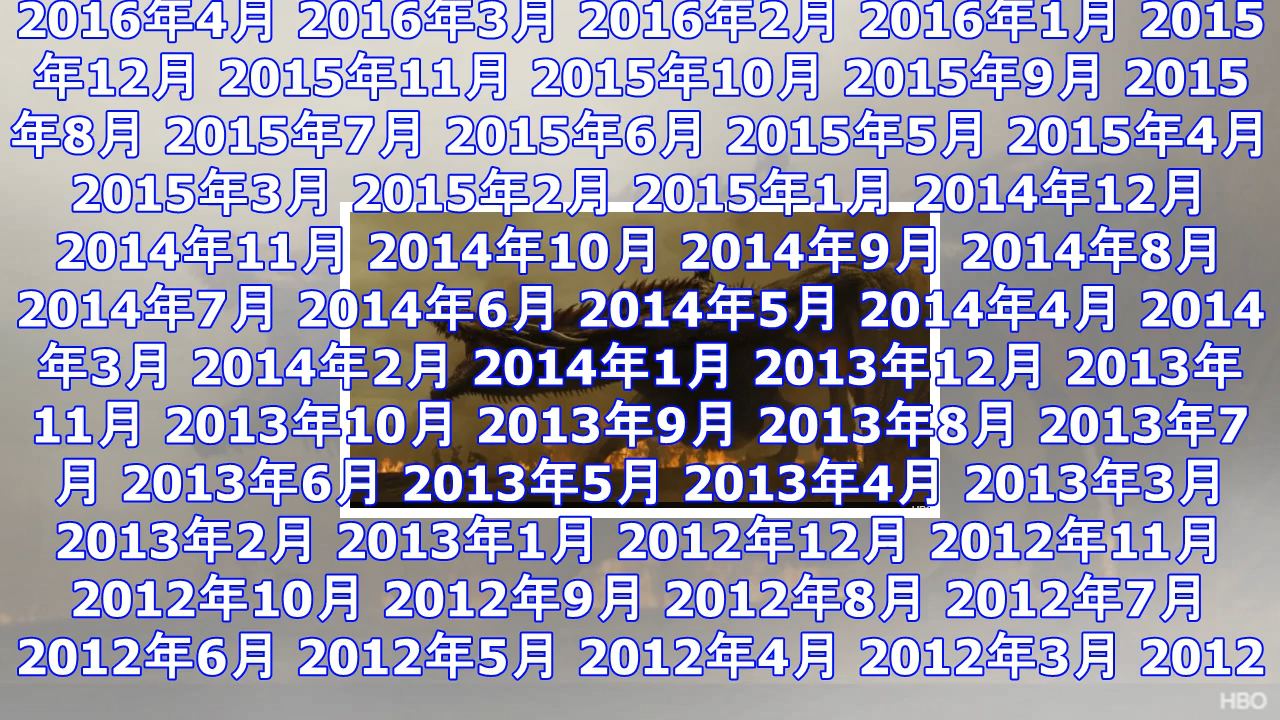 2016年4月 2016年3月 2016年2月 2016年1月 2015
年12月 2015年11月 2015年10月 2015年9月 2015
年8月 2015年7月 2015年6月 2015年5月 2015年4月
2015年3月 2015年2月 2015年1月 2014年12月
2014年11月 2014年10月 2014年9月 2014年8月
2014年7月 2014年6月 2014年5月 2014年4月 2014
年3月 2014年2月 2014年1月 2013年12月 2013年
11月 2013年10月 2013年9月 2013年8月 2013年7
月 2013年6月 2013年5月 2013年4月 2013年3月
2013年2月 2013年1月 2012年12月 2012年11月
2012年10月 2012年9月 2012年8月 2012年7月
2012年6月 2012年5月 2012年4月 2012年3月 2012
HBO